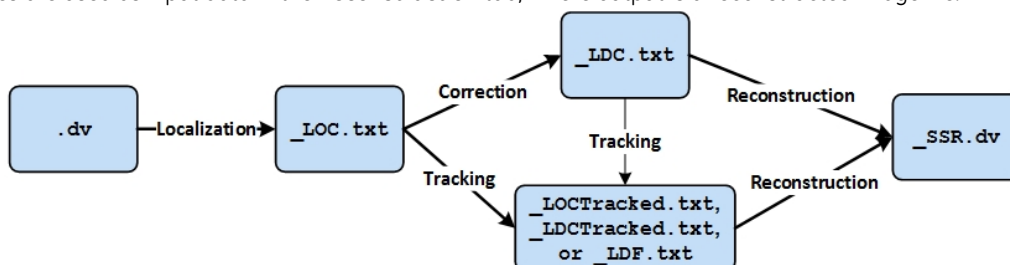 Correction
_LDC.txt
Reconstruction
.dv
Localization
_LOC.txt
Tracking
_SSR.dv
Tracking
Reconstruction
_LOCTracked.txt,
_LDCTracked.txt,
or _LDF.txt